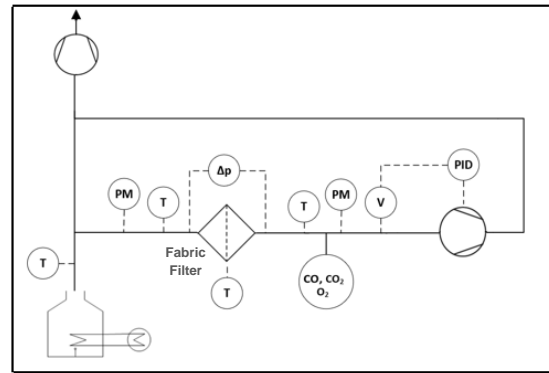 Δp
PM
T
T
PM
V
PID
Fabric
Filter
T
T
CO, CO₂
O₂